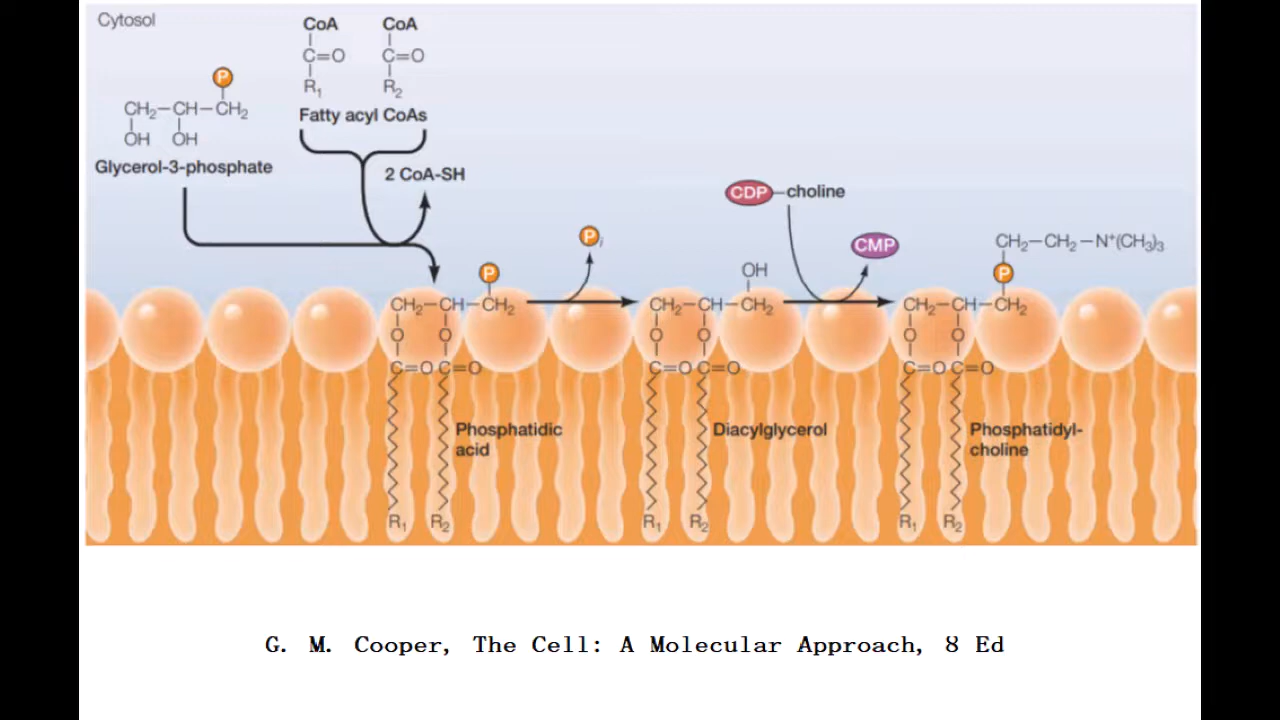 Cytosol
CoA CoA
C=O C=O
R1 R2
Fatty acyl CoAs
P
CH2—CH—CH2
OH OH
Glycerol-3-phosphate
2 CoA-SH
CDP—choline
Pi
CMP
CH2—CH2—N+(CH3)3
P
OH
P
CH2—CH—CH2
O O
C=O C=O
Phosphatidic
acid
R1 R2
CH2—CH—CH2
O O
C=O C=O
Diacylglycerol
R1 R2
CH2—CH—CH2
O O
C=O C=O
Phosphatidyl-
choline
R1 R2
G. M. Cooper, The Cell: A Molecular Approach, 8 Ed